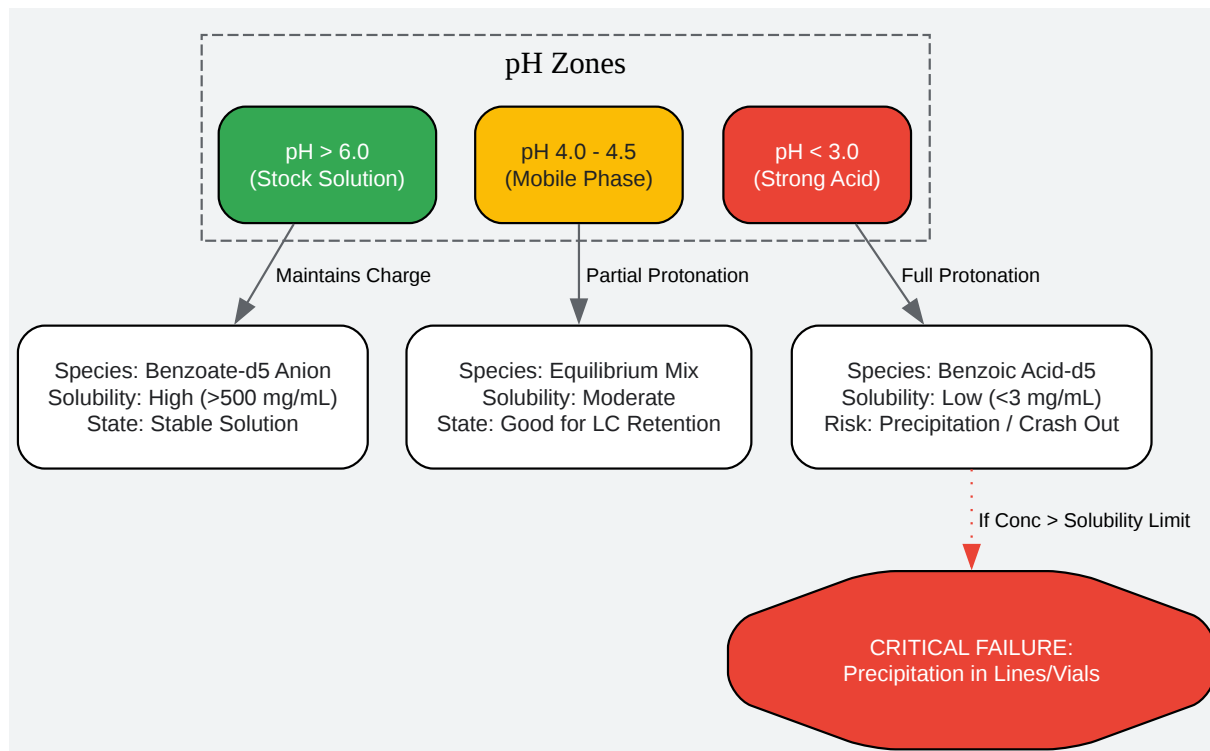 pH Zones
pH > 6.0
(Stock Solution)
pH 4.0 - 4.5
(Mobile Phase)
pH < 3.0
(Strong Acid)
Maintains Charge
Partial Protonation
Full Protonation
Species: Benzoate-d5 Anion
Solubility: High (>500 mg/mL)
State: Stable Solution
Species: Equilibrium Mix
Solubility: Moderate
State: Good for LC Retention
Species: Benzoic Acid-d5
Solubility: Low (<3 mg/mL)
Risk: Precipitation / Crash Out
If Conc > Solubility Limit
CRITICAL FAILURE:
Precipitation in Lines/Vials